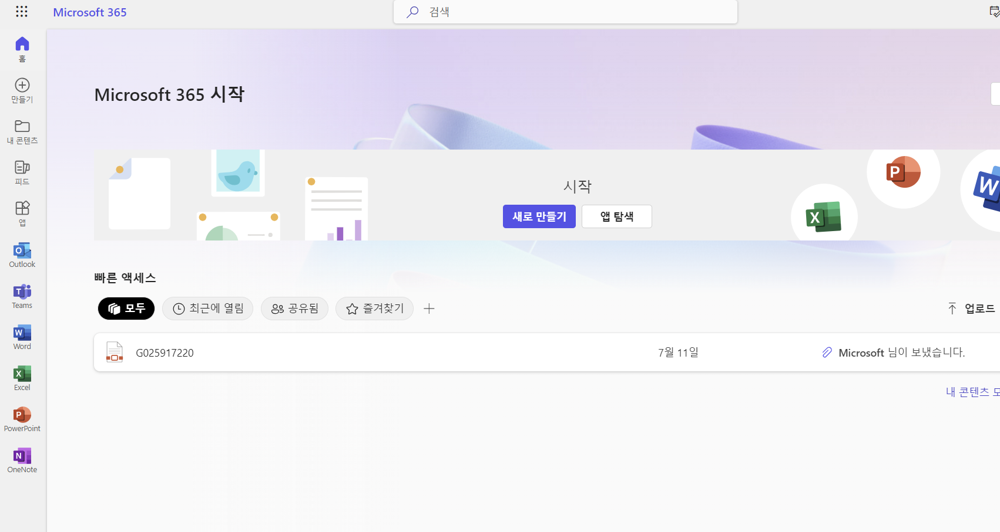 Microsoft 365
검색
홈
만들기
내 콘텐츠
피드
앱
Outlook
Teams
Word
Excel
PowerPoint
OneNote
Microsoft 365 시작
시작
새로 만들기
앱 탐색
P
X
W
빠른 액세스
모두
최근에 열림
공유됨
즐겨찾기
업로드
G025917220
7월 11일
Microsoft 님이 보냈습니다.
내 콘텐츠 모